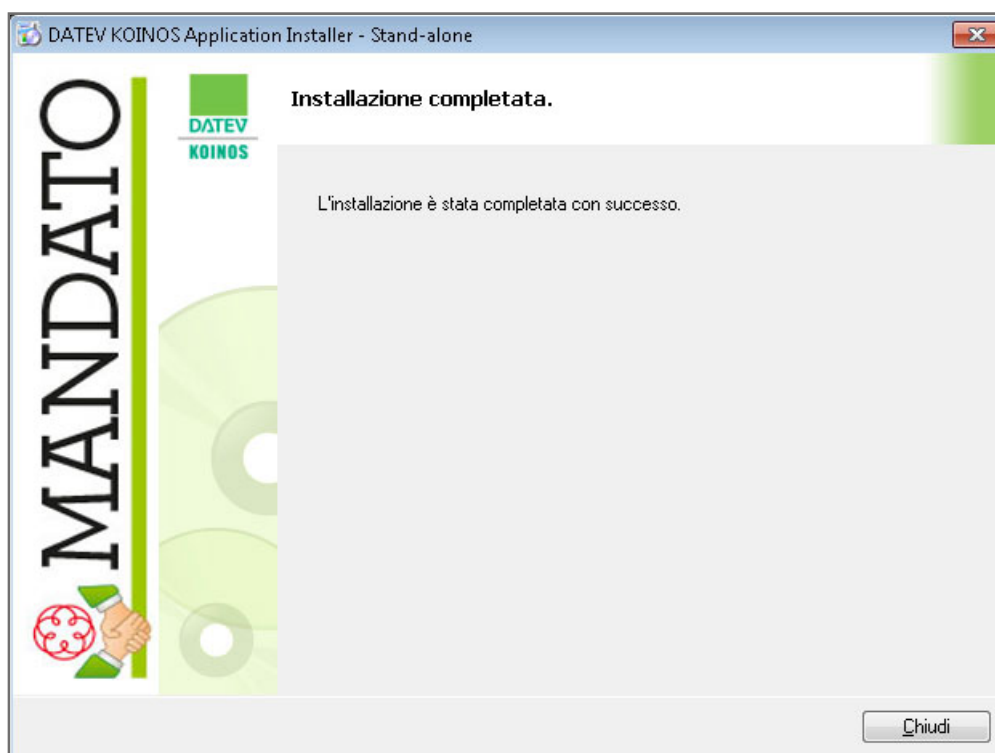 DATEV KOINOS Application Installer - Stand-alone
MANDATO
DATEV
KOINOS
Installazione completata.
L'installazione è stata completata con successo.
Chiudi